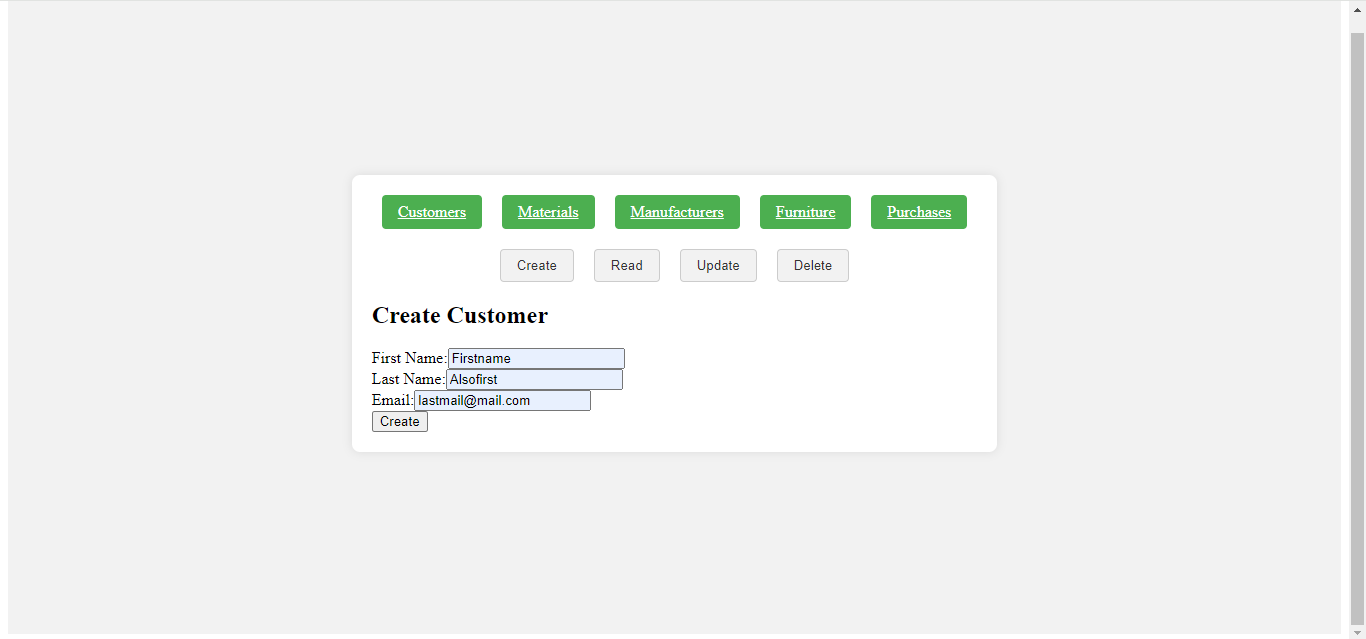 Customers Materials Manufacturers Furniture Purchases
Create Read Update Delete
Create Customer
First Name: Firstname
Last Name: Alsofirst
Email: lastmail@mail.com
Create